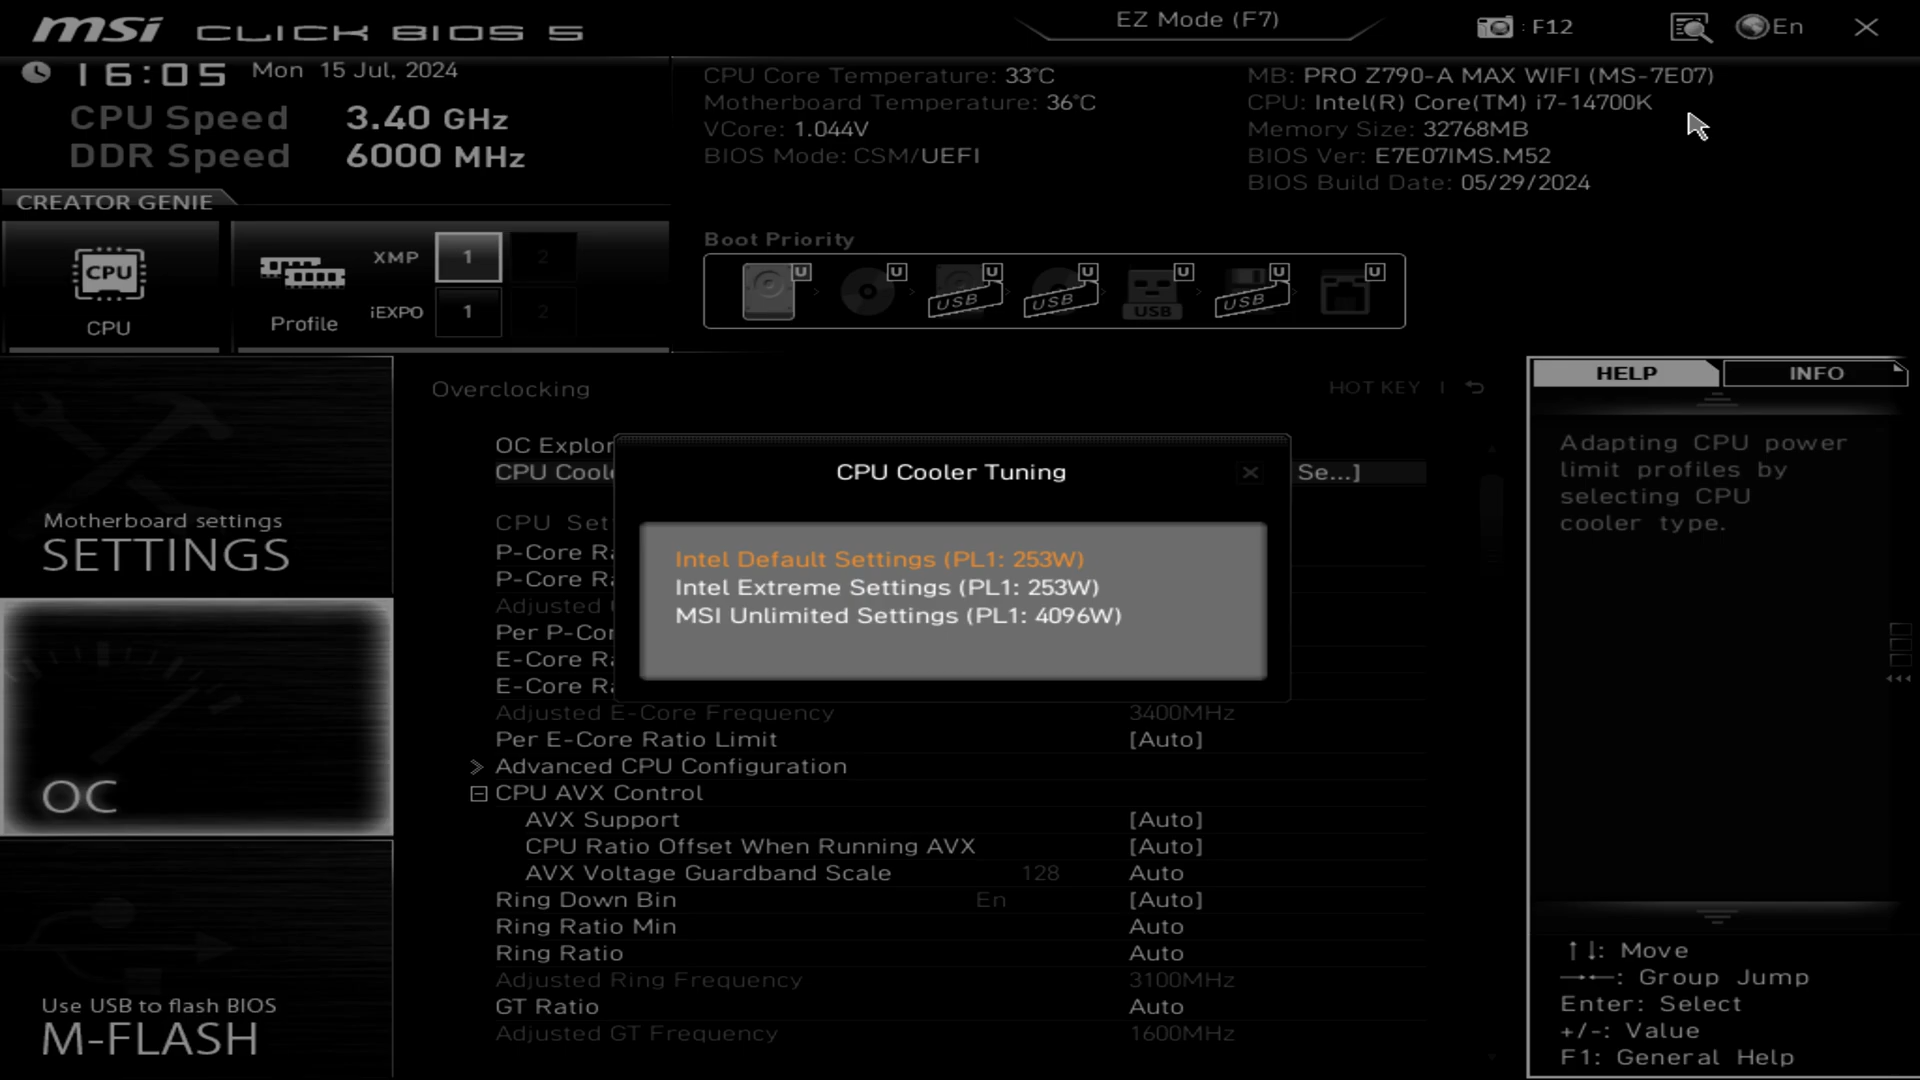 msi CLICK BIOS 5
EZ Mode (F7)
: F12
En
16:05 Mon 15 Jul, 2024
CPU Speed 3.40 GHz
DDR Speed 6000 MHz
CPU Core Temperature: 33°C
Motherboard Temperature: 36°C
VCore: 1.044V
BIOS Mode: CSM/UEFI
MB: PRO Z790-A MAX WIFI (MS-7E07)
CPU: Intel(R) Core(TM) i7-14700K
Memory Size: 32768MB
BIOS Ver: E7E07IMS.M52
BIOS Build Date: 05/29/2024
CREATOR GENIE
CPU
CPU
Profile
XMP 1 2
iEXPO 1 2
Boot Priority
U U U U U U U
USB USB USB USB
Motherboard settings
SETTINGS
OC
Use USB to flash BIOS
M-FLASH
Overclocking
HOT KEY |
OC Explor
CPU Coole Se...]
CPU Set
P-Core Ra
P-Core Ra
Adjusted
Per P-Cor
E-Core Ra
E-Core Ra
Adjusted E-Core Frequency 3400MHz
Per E-Core Ratio Limit [Auto]
> Advanced CPU Configuration
CPU AVX Control
AVX Support [Auto]
CPU Ratio Offset When Running AVX [Auto]
AVX Voltage Guardband Scale 128 Auto
Ring Down Bin En [Auto]
Ring Ratio Min Auto
Ring Ratio Auto
Adjusted Ring Frequency 3100MHz
GT Ratio Auto
Adjusted GT Frequency 1600MHz
CPU Cooler Tuning
Intel Default Settings (PL1: 253W)
Intel Extreme Settings (PL1: 253W)
MSI Unlimited Settings (PL1: 4096W)
HELP
INFO
Adapting CPU power
limit profiles by
selecting CPU
cooler type.
↑↓: Move
→←: Group Jump
Enter: Select
+/-: Value
F1: General Help